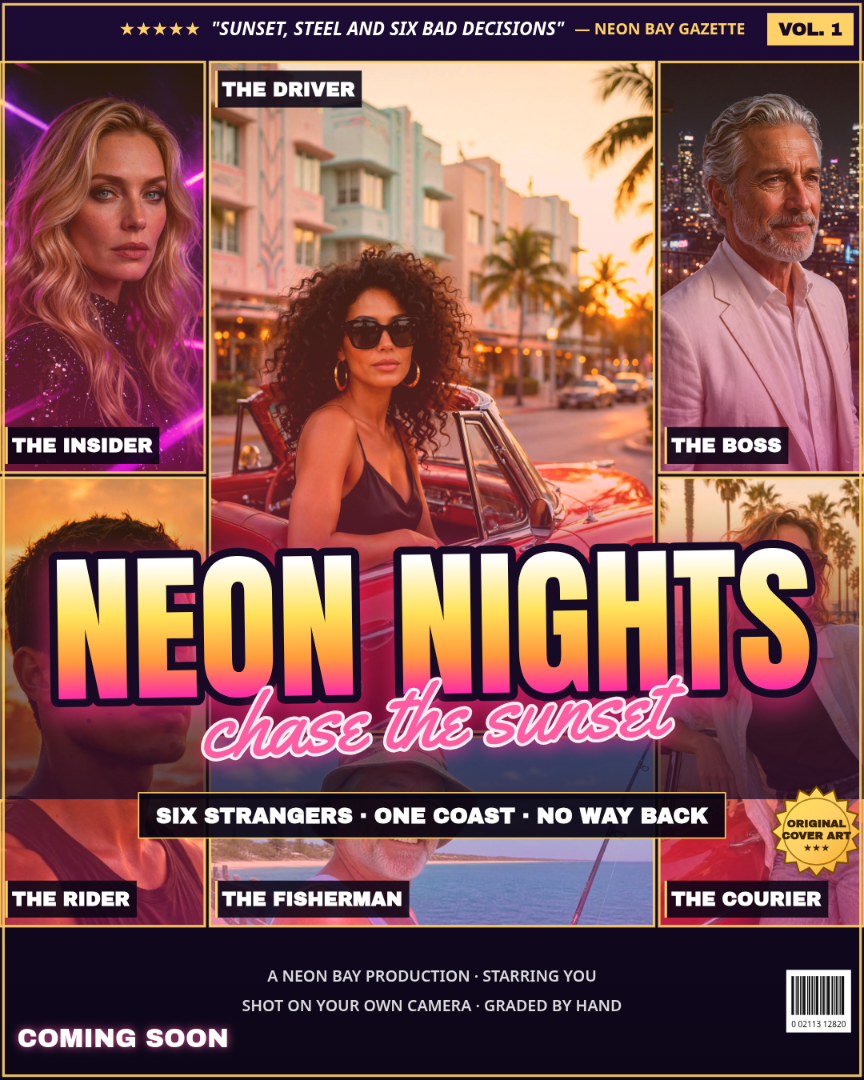 ★★★★★ "SUNSET, STEEL AND SIX BAD DECISIONS" — NEON BAY GAZETTE
VOL. 1
THE DRIVER
THE INSIDER
THE BOSS
NEON NIGHTS
chase the sunset
SIX STRANGERS · ONE COAST · NO WAY BACK
ORIGINAL
COVER ART
★★★
THE RIDER
THE FISHERMAN
THE COURIER
A NEON BAY PRODUCTION · STARRING YOU
SHOT ON YOUR OWN CAMERA · GRADED BY HAND
COMING SOON
0 02113 12820